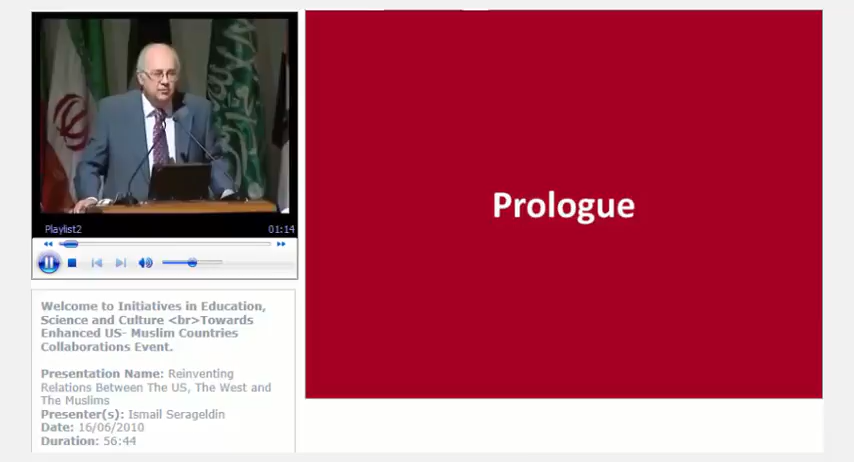 Prologue
Playlist2
01:14
Welcome to Initiatives in Education,
Science and Culture <br>Towards
Enhanced US- Muslim Countries
Collaborations Event.
Presentation Name: Reinventing
Relations Between The US, The West and
The Muslims
Presenter(s): Ismail Serageldin
Date: 16/06/2010
Duration: 56:44